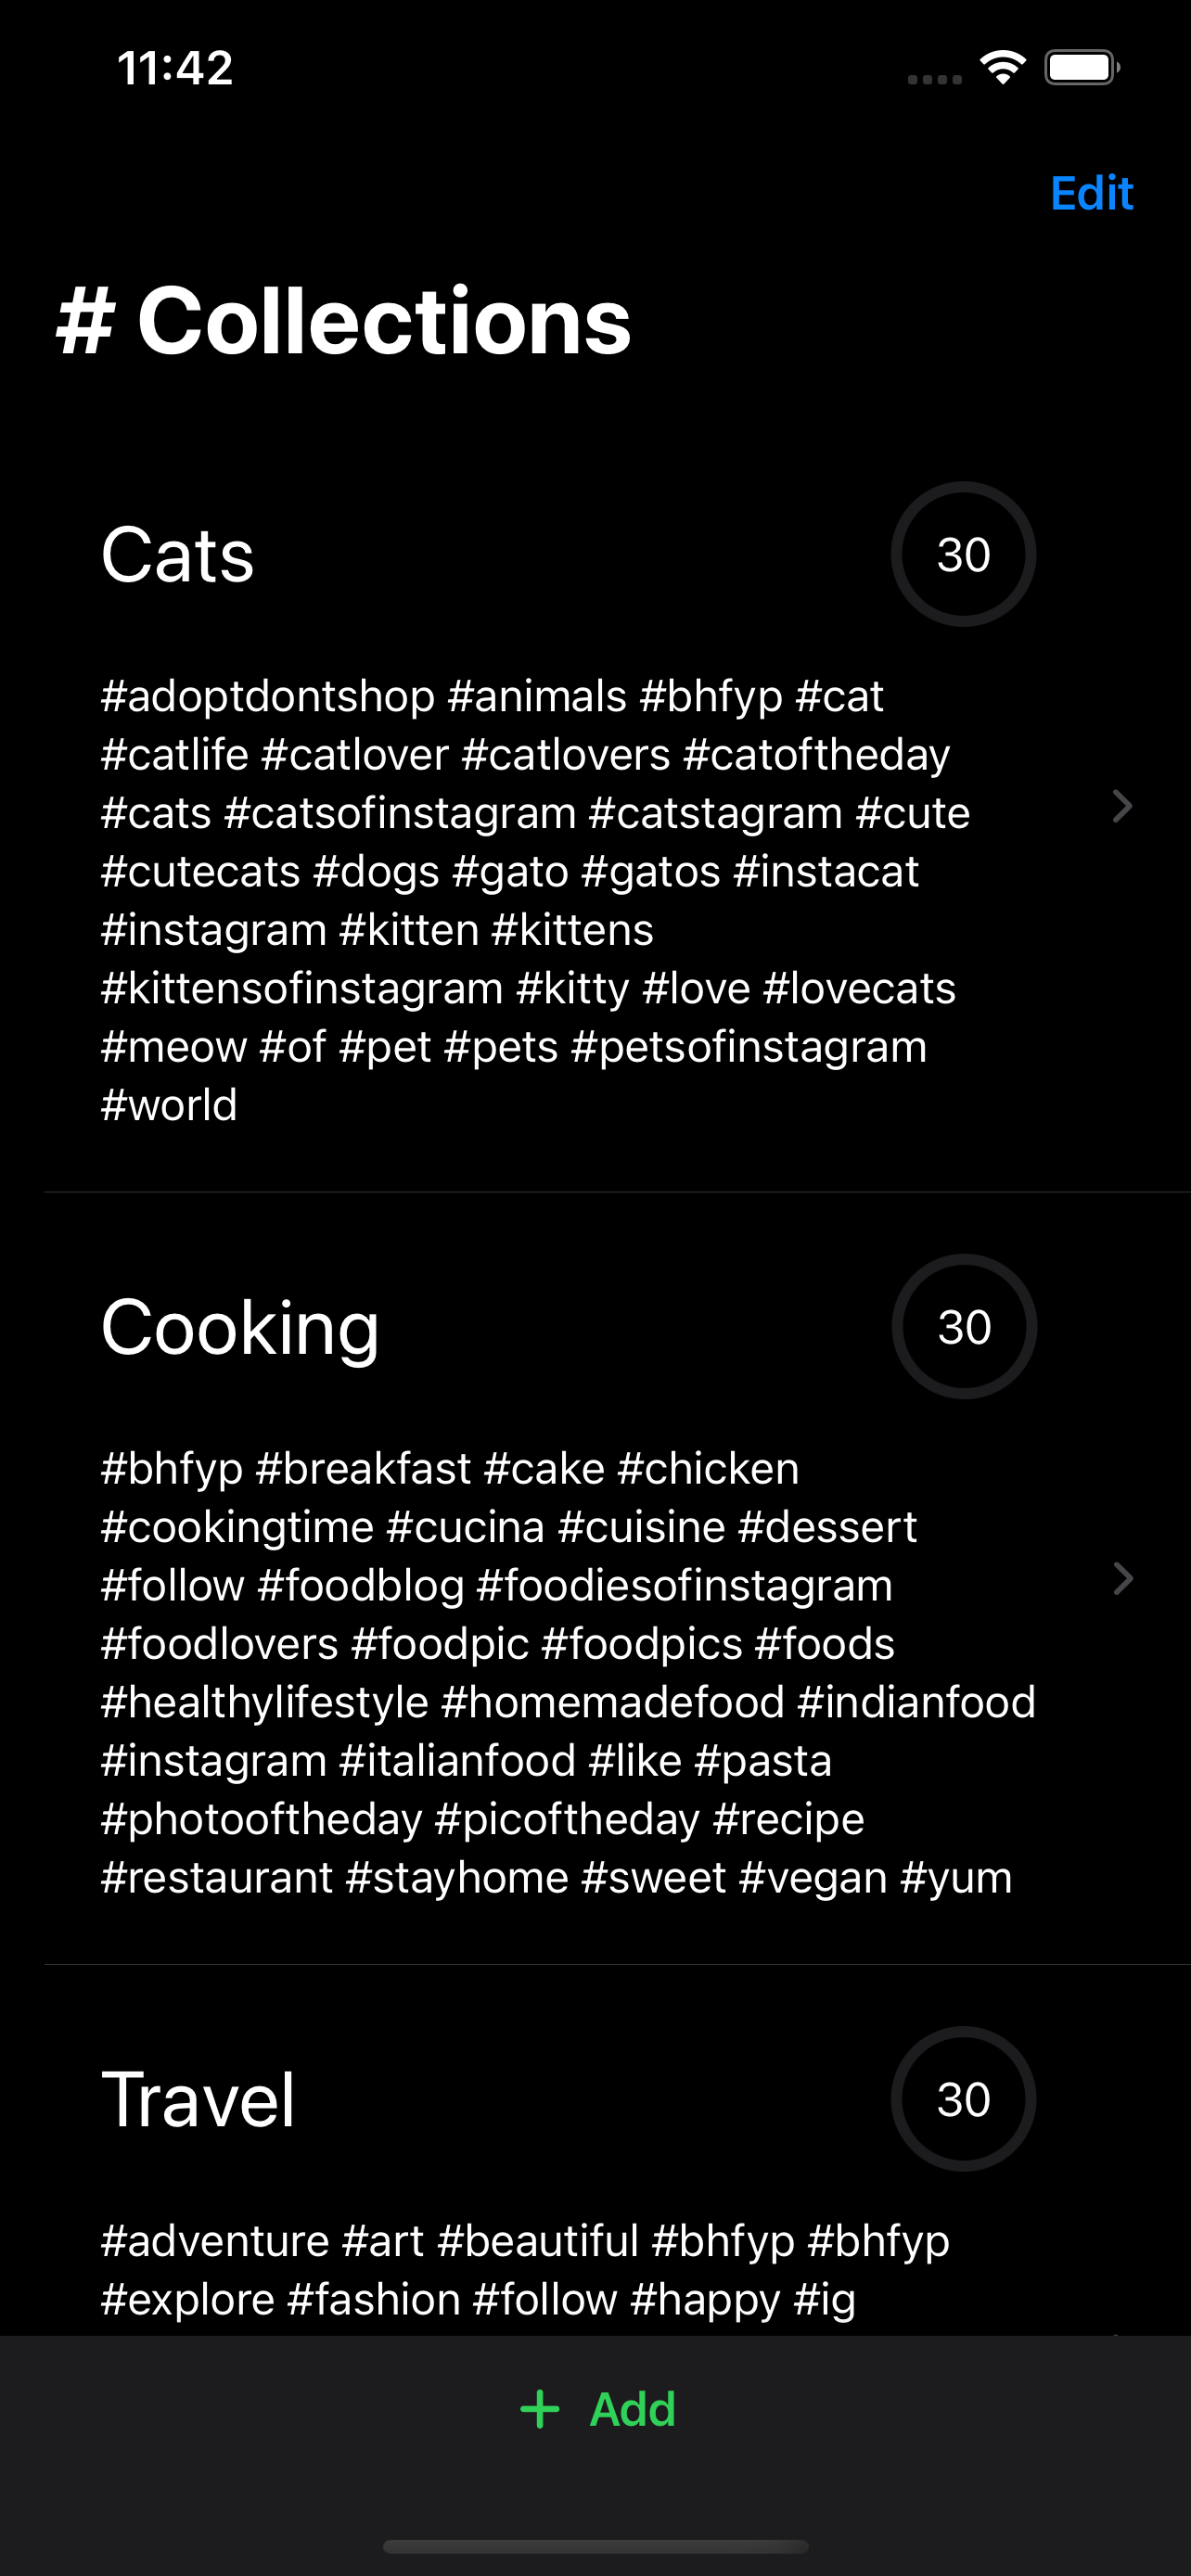 11:42
Edit
# Collections
Cats
30
#adoptdontshop #animals #bhfyp #cat
#catlife #catlover #catlovers #catoftheday
#cats #catsofinstagram #catstagram #cute
#cutecats #dogs #gato #gatos #instacat
#instagram #kitten #kittens
#kittensofinstagram #kitty #love #lovecats
#meow #of #pet #pets #petsofinstagram
#world
Cooking
30
#bhfyp #breakfast #cake #chicken
#cookingtime #cucina #cuisine #dessert
#follow #foodblog #foodiesofinstagram
#foodlovers #foodpic #foodpics #foods
#healthylifestyle #homemadefood #indianfood
#instagram #italianfood #like #pasta
#photooftheday #picoftheday #recipe
#restaurant #stayhome #sweet #vegan #yum
Travel
30
#adventure #art #beautiful #bhfyp #bhfyp
#explore #fashion #follow #happy #ig
+ Add